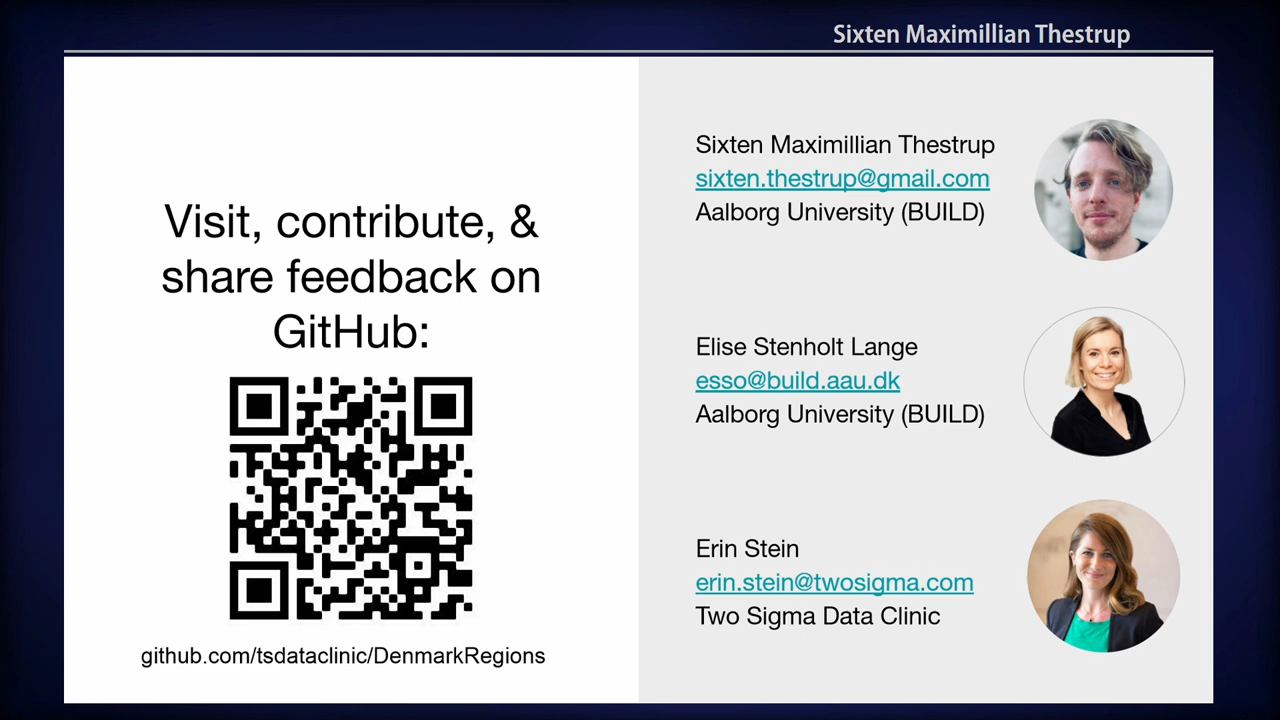 Sixten Maximillian Thestrup
Visit, contribute, &
share feedback on
GitHub:
github.com/tsdataclinic/DenmarkRegions
Sixten Maximillian Thestrup
sixten.thestrup@gmail.com
Aalborg University (BUILD)
Elise Stenholt Lange
esso@build.aau.dk
Aalborg University (BUILD)
Erin Stein
erin.stein@twosigma.com
Two Sigma Data Clinic